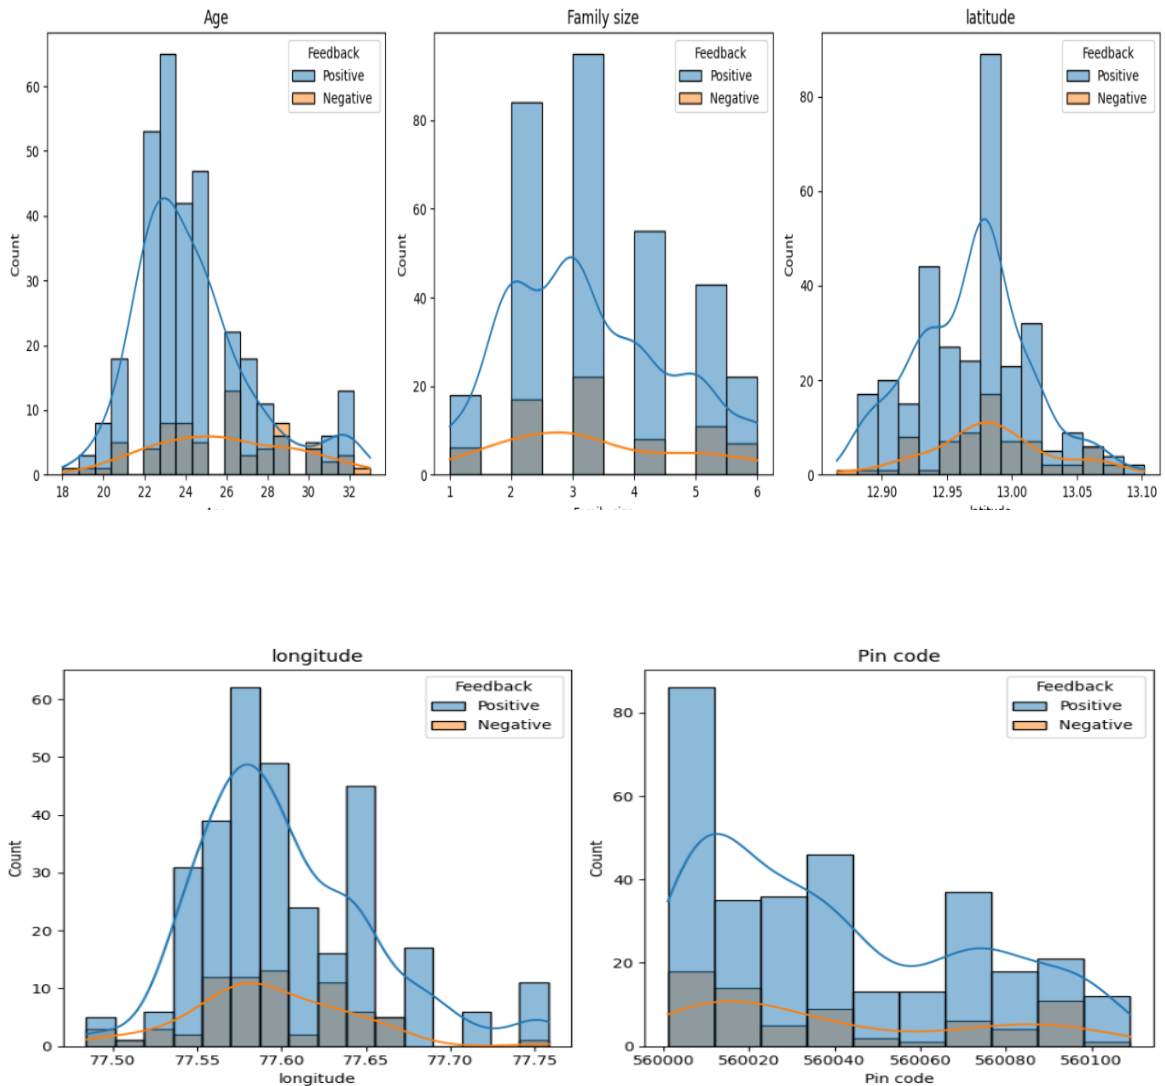 Age
Feedback
Positive
Negative
Count
60
50
40
30
20
10
0
18 20 22 24 26 28 30 32
Age
Family size
Feedback
Positive
Negative
Count
80
60
40
20
0
1 2 3 4 5 6
Family size
latitude
Feedback
Positive
Negative
Count
80
60
40
20
0
12.90 12.95 13.00 13.05 13.10
latitude
longitude
Feedback
Positive
Negative
Count
60
50
40
30
20
10
0
77.50 77.55 77.60 77.65 77.70 77.75
longitude
Pin code
Feedback
Positive
Negative
Count
80
60
40
20
0
560000 560020 560040 560060 560080 560100
Pin code